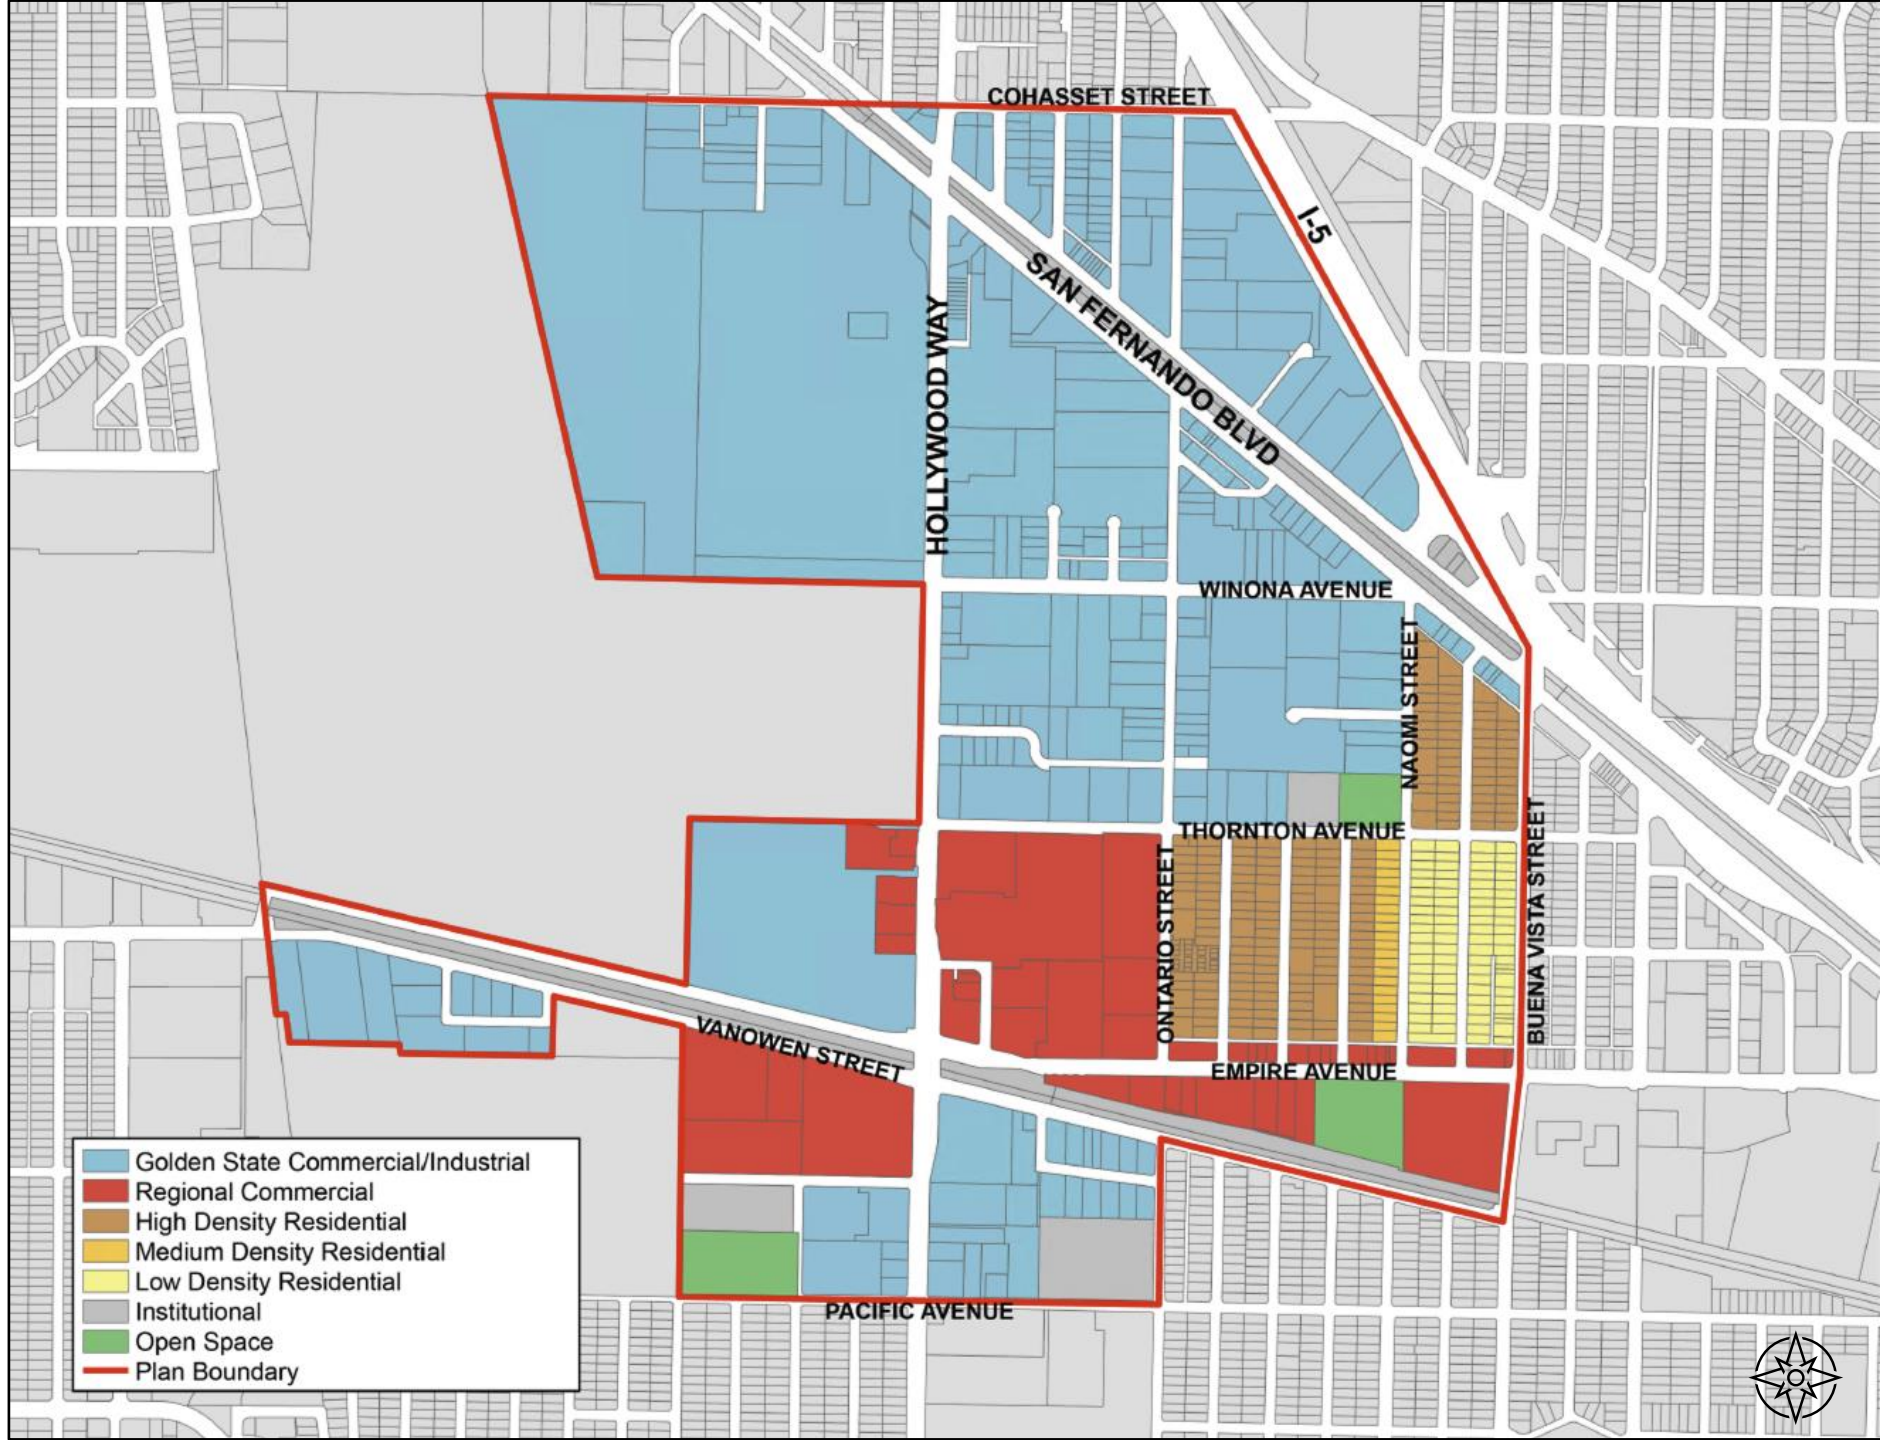 COHASSET STREET
I-5
SAN FERNANDO BLVD
HOLLYWOOD WAY
WINONA AVENUE
NAOMI STREET
THORNTON AVENUE
ONTARIO STREET
BUENA VISTA STREET
VANOWEN STREET
EMPIRE AVENUE
PACIFIC AVENUE
Golden State Commercial/Industrial
Regional Commercial
High Density Residential
Medium Density Residential
Low Density Residential
Institutional
Open Space
Plan Boundary